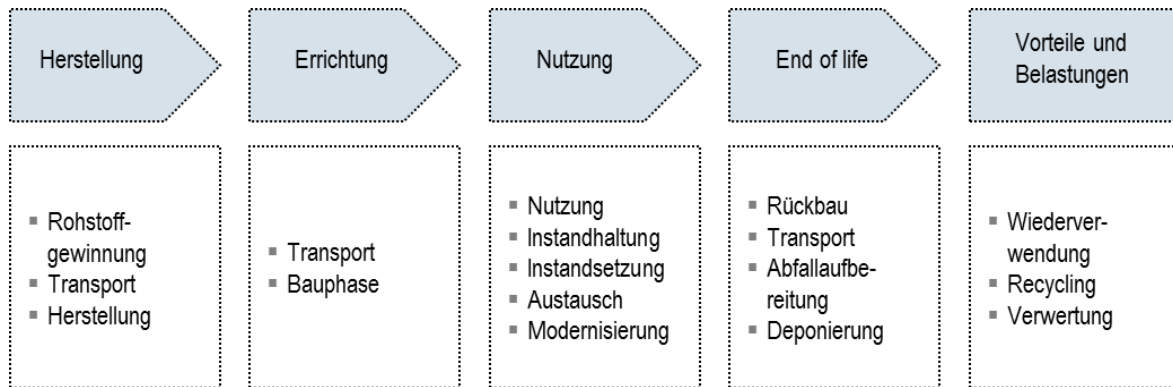 Herstellung
Errichtung
Nutzung
End of life
Vorteile und
Belastungen
▪ Rohstoff-
gewinnung
▪ Transport
▪ Herstellung
▪ Transport
▪ Bauphase
▪ Nutzung
▪ Instandhaltung
▪ Instandsetzung
▪ Austausch
▪ Modernisierung
▪ Rückbau
▪ Transport
▪ Abfallaufbe-
reitung
▪ Deponierung
▪ Wiederver-
wendung
▪ Recycling
▪ Verwertung